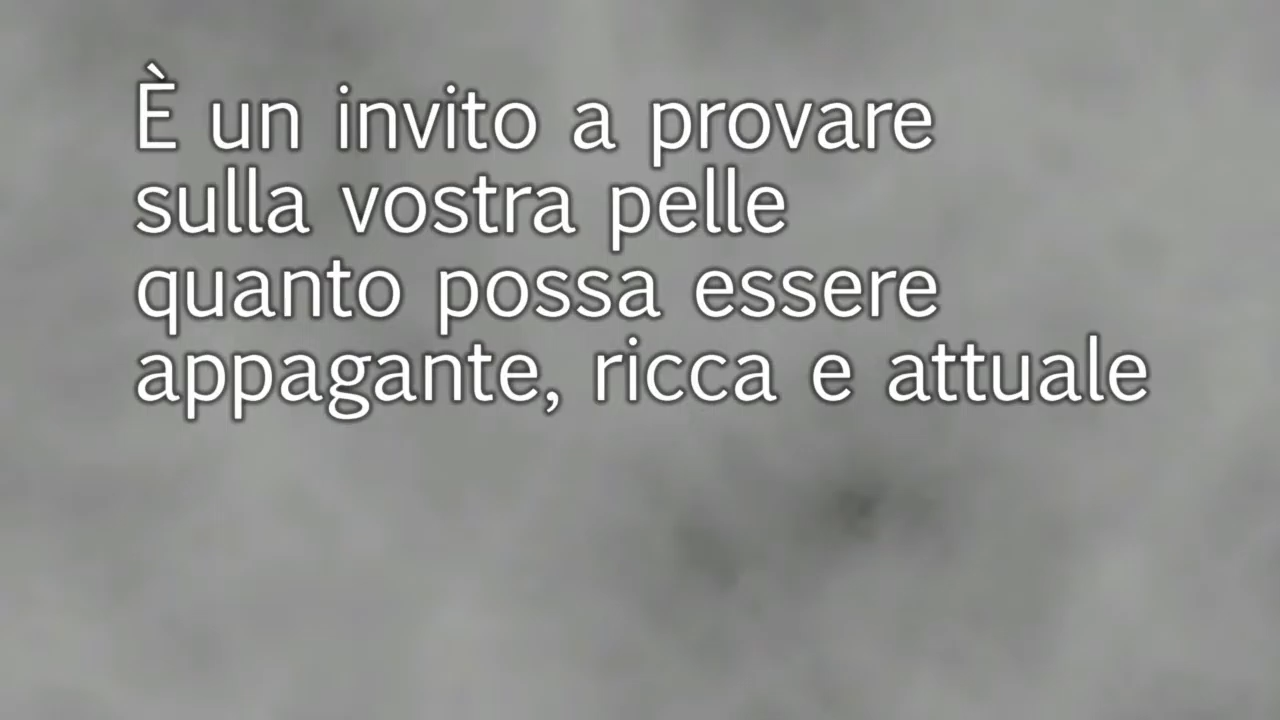 È un invito a provare
sulla vostra pelle
quanto possa essere
appagante, ricca e attuale